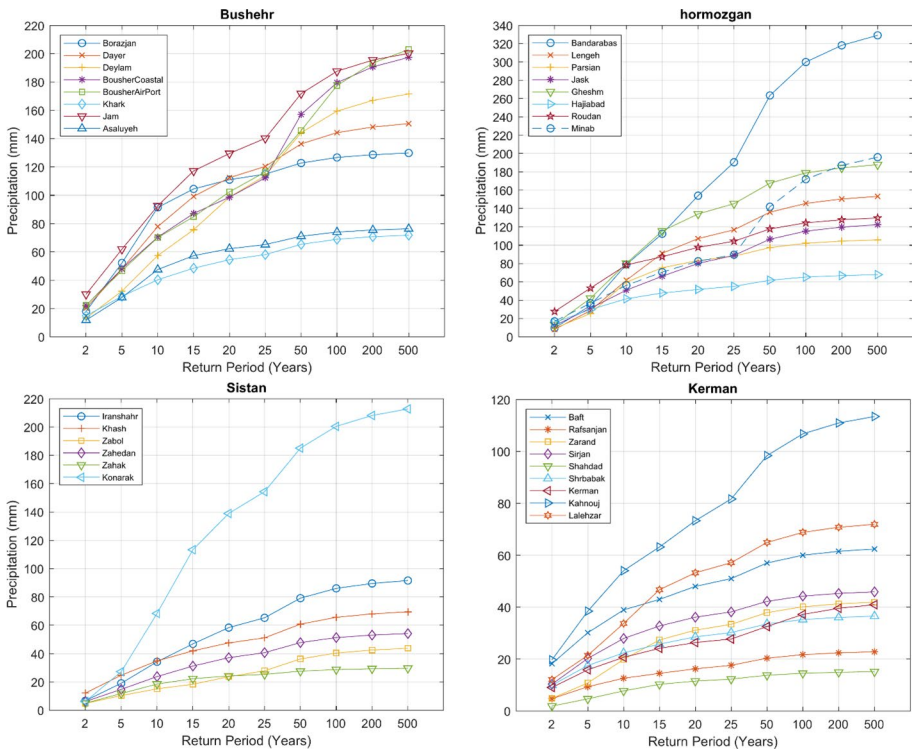 Bushehr
220
200
180
160
140
120
100
80
60
40
20
0
Precipitation (mm)
Borazjan
Dayer
Deylam
BousherCoastal
BousherAirPort
Khark
Jam
Asaluyeh
2 5 10 15 20 25 50 100 200 500
Return Period (Years)
hormozgan
340
320
300
280
260
240
220
200
180
160
140
120
100
80
60
40
20
0
Precipitation (mm)
Bandarabas
Lengeh
Parsian
Jask
Gheshm
Hajiabad
Roudan
Minab
2 5 10 15 20 25 50 100 200 500
Return Period (Years)
Sistan
220
200
180
160
140
120
100
80
60
40
20
0
Precipitation (mm)
Iranshahr
Khash
Zabol
Zahedan
Zahak
Konarak
2 5 10 15 20 25 50 100 200 500
Return Period (Years)
Kerman
120
100
80
60
40
20
0
Baft
Rafsanjan
Zarand
Sirjan
Shahdad
Shrbabak
Kerman
Kahnouj
Lalehzar
2 5 10 15 20 25 50 100 200 500
Return Period (Years)